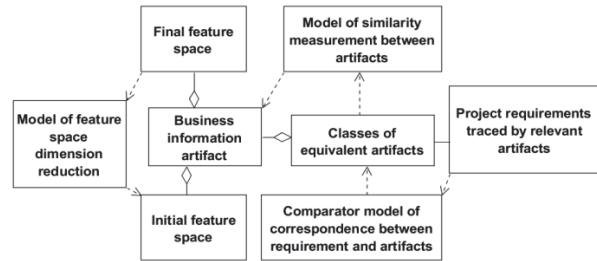 Final feature
space
Model of similarity
measurement between
artifacts
Model of feature
space
dimension
reduction
Business
information
artifact
Classes of
equivalent artifacts
Project requirements
traced by relevant
artifacts
Initial feature
space
Comparator model of
correspondence between
requirement and artifacts